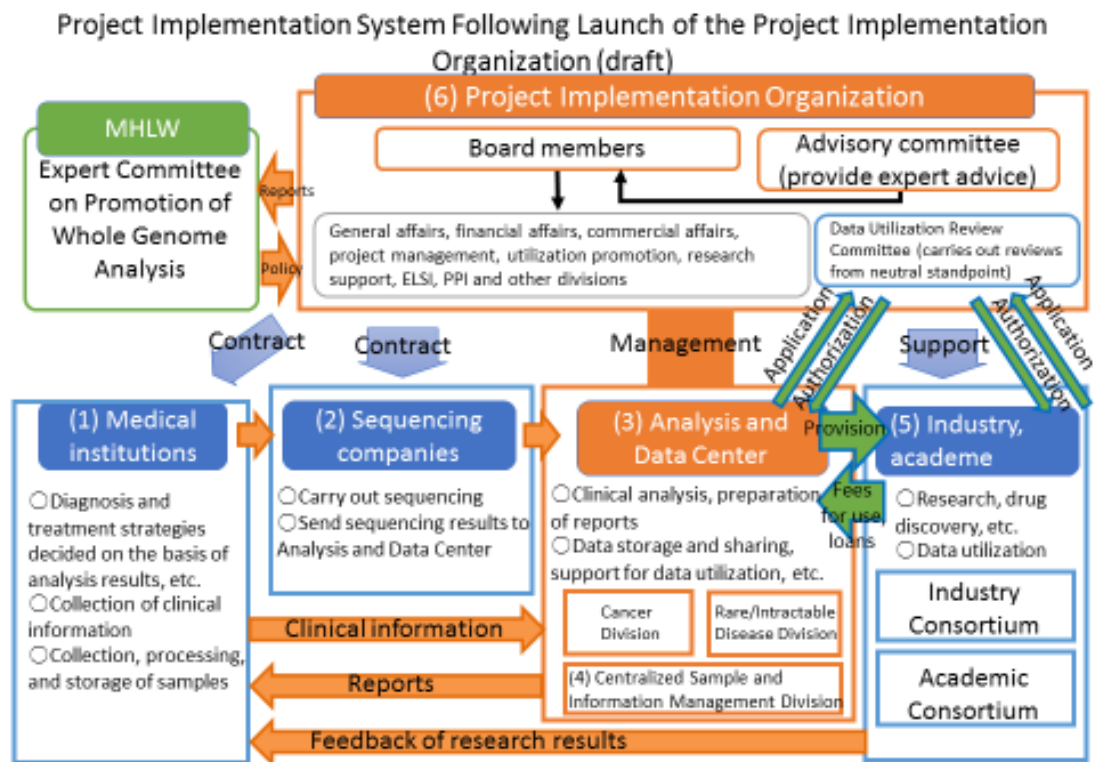 Project Implementation System Following Launch of the Project Implementation
Organization (draft)
(6) Project Implementation Organization
MHLW
Expert Committee
on Promotion of
Whole Genome
Analysis
Reports
Policy
Board members
Advisory committee
(provide expert advice)
General affairs, financial affairs, commercial affairs,
project management, utilization promotion, research
support, ELSI, PPI and other divisions
Data Utilization Review
Committee (carries out reviews
from neutral standpoint)
Contract
Contract
Management
Application
Authorization
Support
Application
Authorization
(1) Medical
institutions
○Diagnosis and
treatment strategies
decided on the basis of
analysis results, etc.
○Collection of clinical
information
○Collection, processing,
and storage of samples
(2) Sequencing
companies
○Carry out sequencing
○Send sequencing results to
Analysis and Data Center
(3) Analysis and
Data Center
○Clinical analysis, preparation
of reports
○Data storage and sharing,
support for data utilization, etc.
Cancer
Division
Rare/Intractable
Disease Division
(4) Centralized Sample and
Information Management Division
Provision
Fees
for use,
loans
(5) Industry,
academe
○Research, drug
discovery, etc.
○Data utilization
Industry
Consortium
Academic
Consortium
Clinical information
Reports
Feedback of research results